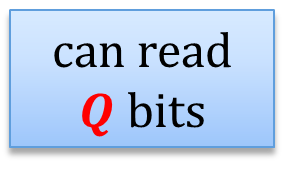 can read
Q bits